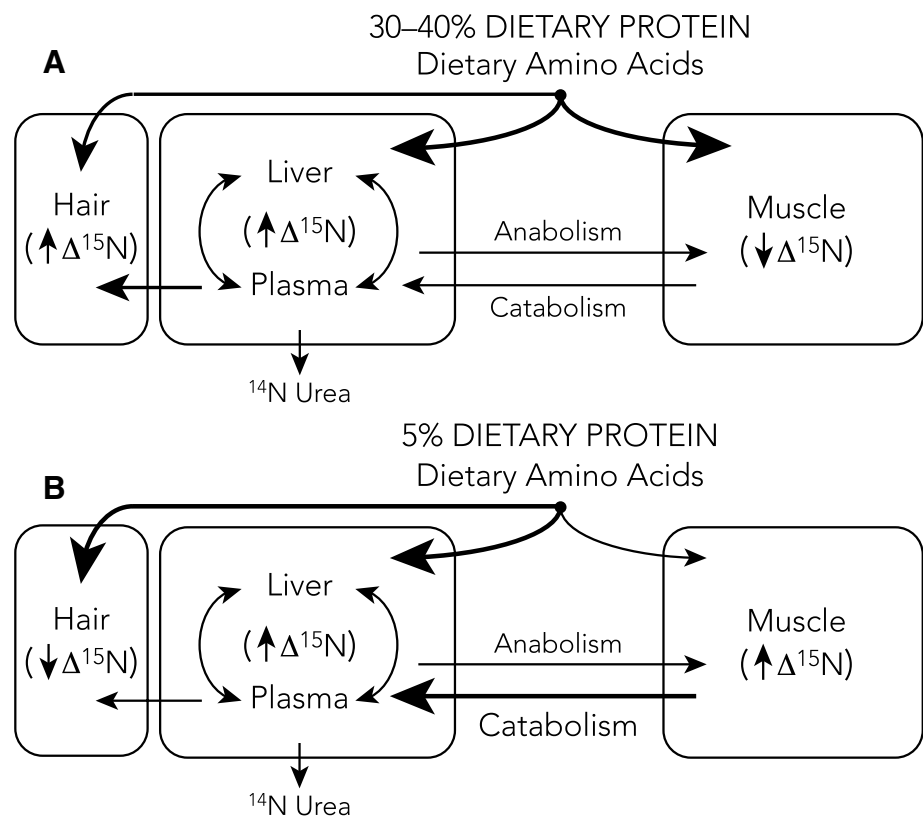 30–40% DIETARY PROTEIN
Dietary Amino Acids
A
Liver
Hair
(↑ Δ¹⁵N)
(↑ Δ¹⁵N)
Anabolism
Muscle
(↓ Δ¹⁵N)
Plasma
Catabolism
¹⁴N Urea
5% DIETARY PROTEIN
Dietary Amino Acids
B
Liver
Hair
(↓ Δ¹⁵N)
(↑ Δ¹⁵N)
Anabolism
Muscle
(↑ Δ¹⁵N)
Plasma
Catabolism
¹⁴N Urea